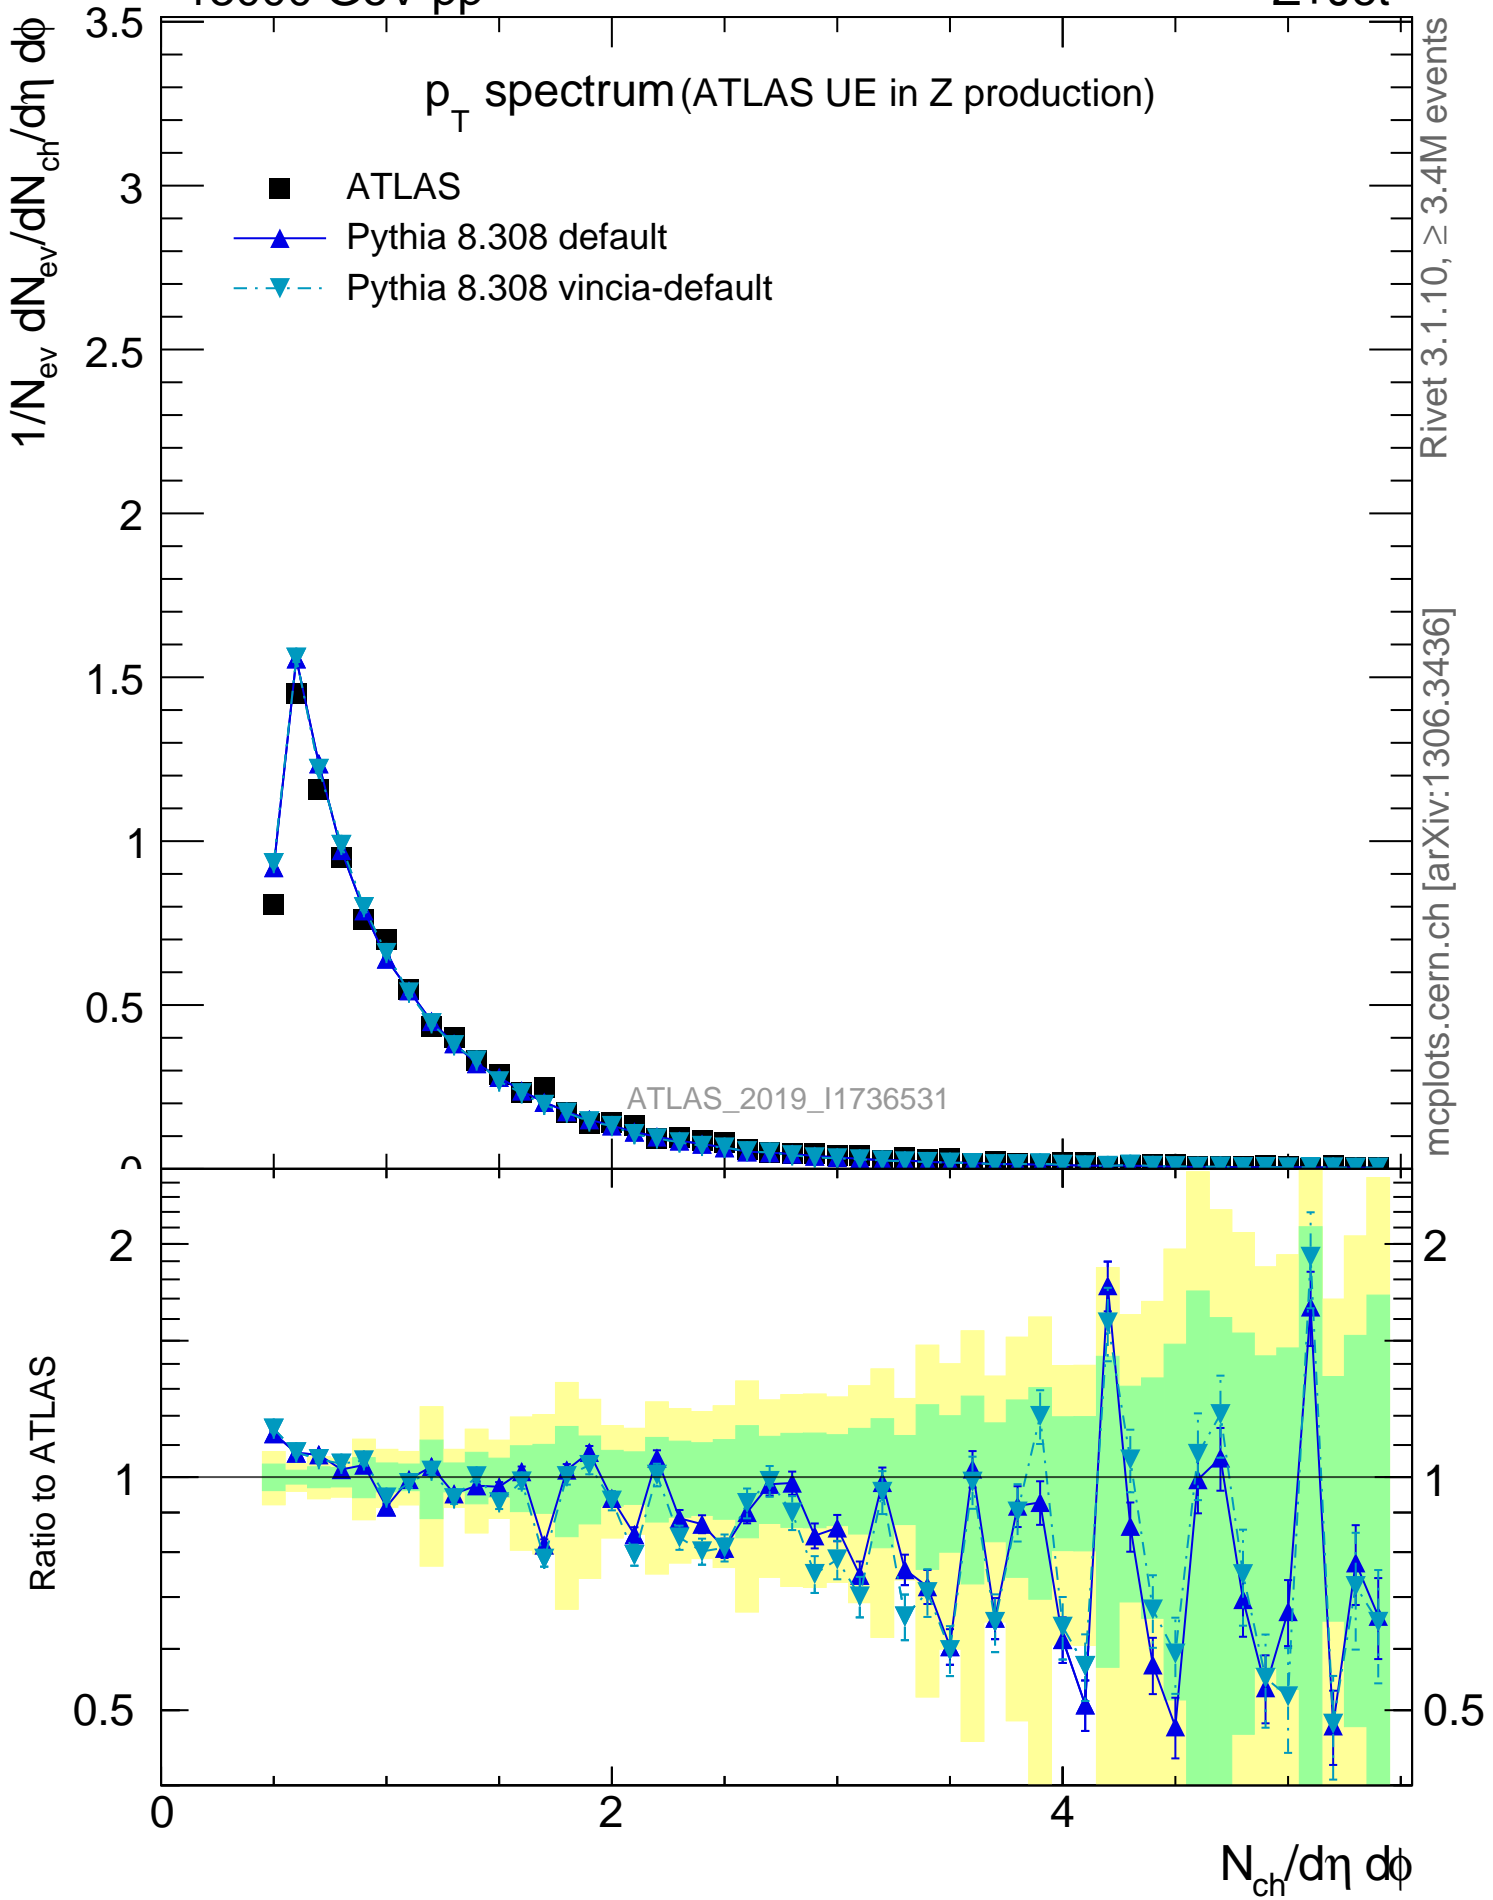 p_T spectrum (ATLAS UE in Z production)
ATLAS
Pythia 8.308 default
Pythia 8.308 vincia-default
1/N_ev dN_ev/dN_ch/dη dϕ
3.5
3
2.5
2
1.5
1
0.5
ATLAS_2019_I1736531
Rivet 3.1.10, ≥ 3.4M events
mcplots.cern.ch [arXiv:1306.3436]
Ratio to ATLAS
2
1
0.5
2
1
0.5
0
2
4
N_ch/dη dϕ